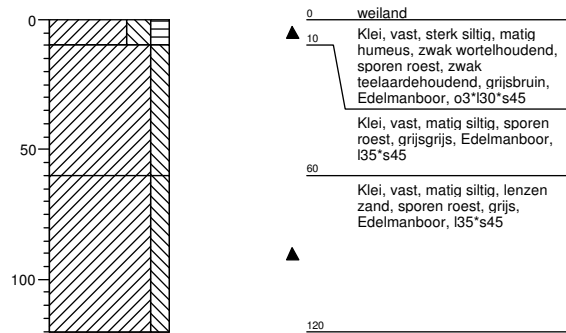 0
50
100
0
weiland
Klei, vast, sterk siltig, matig
humeus, zwak wortelhoudend,
sporen roest, zwak
teelaardehoudend, grijsbruin,
Edelmanboor, o3*l30*s45
10
Klei, vast, matig siltig, sporen
roest, grijsgrijs, Edelmanboor,
l35*s45
60
Klei, vast, matig siltig, lenzen
zand, sporen roest, grijs,
Edelmanboor, l35*s45
120